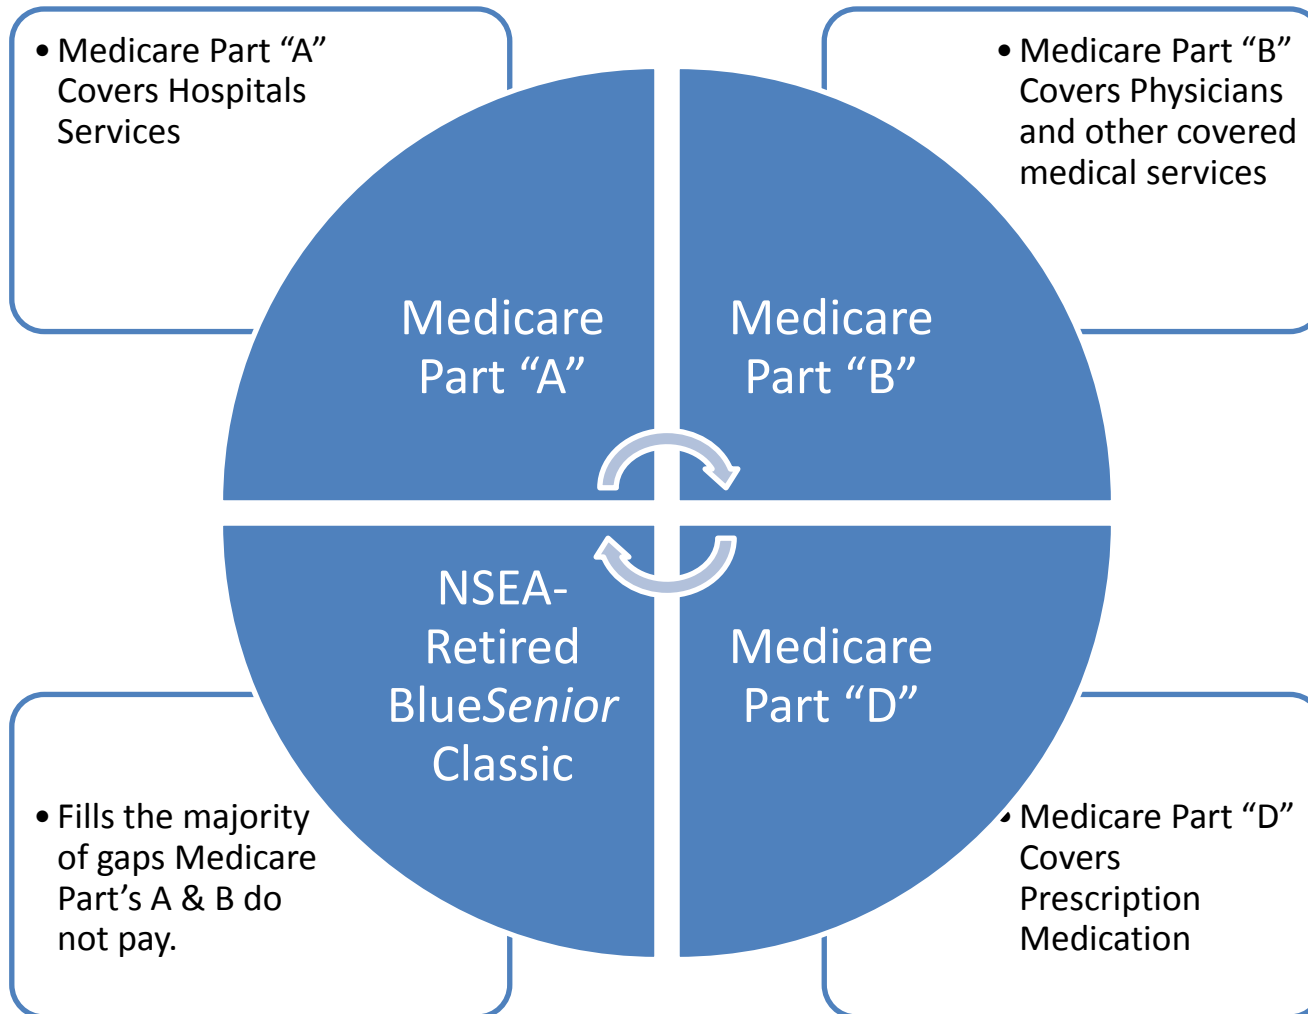 • Medicare Part “A”
Covers Hospitals
Services
• Medicare Part “B”
Covers Physicians
and other covered
medical services
Medicare
Part “A”
Medicare
Part “B”
NSEA-
Retired
BlueSenior
Classic
Medicare
Part “D”
• Fills the majority
of gaps Medicare
Part’s A & B do
not pay.
• Medicare Part “D”
Covers
Prescription
Medication